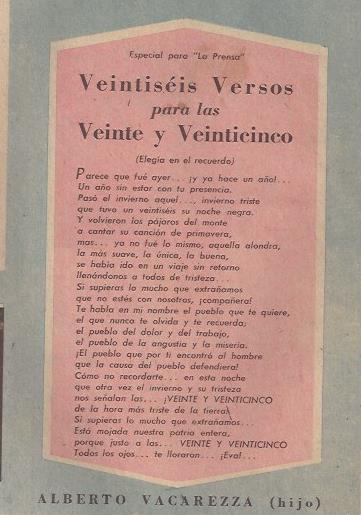 Especial para "La Prensa"
Veintiséis Versos
para las
Veinte y Veinticinco
(Elegía en el recuerdo)
Parece que fué ayer... ¡y ya hace un año!...
Un año sin estar con tu presencia.
Pasó el invierno aquel..., invierno triste
que tuvo un veintiséis su noche negra.
Y volvieron los pájaros del monte
a cantar su canción de primavera,
mas... ya no fué lo mismo, aquella alondra,
la más suave, la única, la buena,
se había ido en un viaje sin retorno
llenándonos a todos de tristeza...
Si supieras lo mucho que extrañamos
que no estés con nosotros, ¡compañera!
Te habla en mi nombre el pueblo que te quiere,
el que nunca te olvida y te recuerda;
el pueblo del dolor y del trabajo,
el pueblo de la angustia y la miseria.
¡El pueblo que por ti encontró al hombre
que la causa del pueblo defendiera!
Cómo no recordarte... en esta noche
que otra vez el invierno y su tristeza
nos señalan las... ¡VEINTE Y VEINTICINCO
de la hora más triste de la tierra!
Si supieras lo mucho que extrañamos...
Está mojada nuestra patria entera,
porque justo a las... VEINTE Y VEINTICINCO
Todos los ojos... te lloraron... ¡Eva!...
ALBERTO VACAREZZA (hijo)